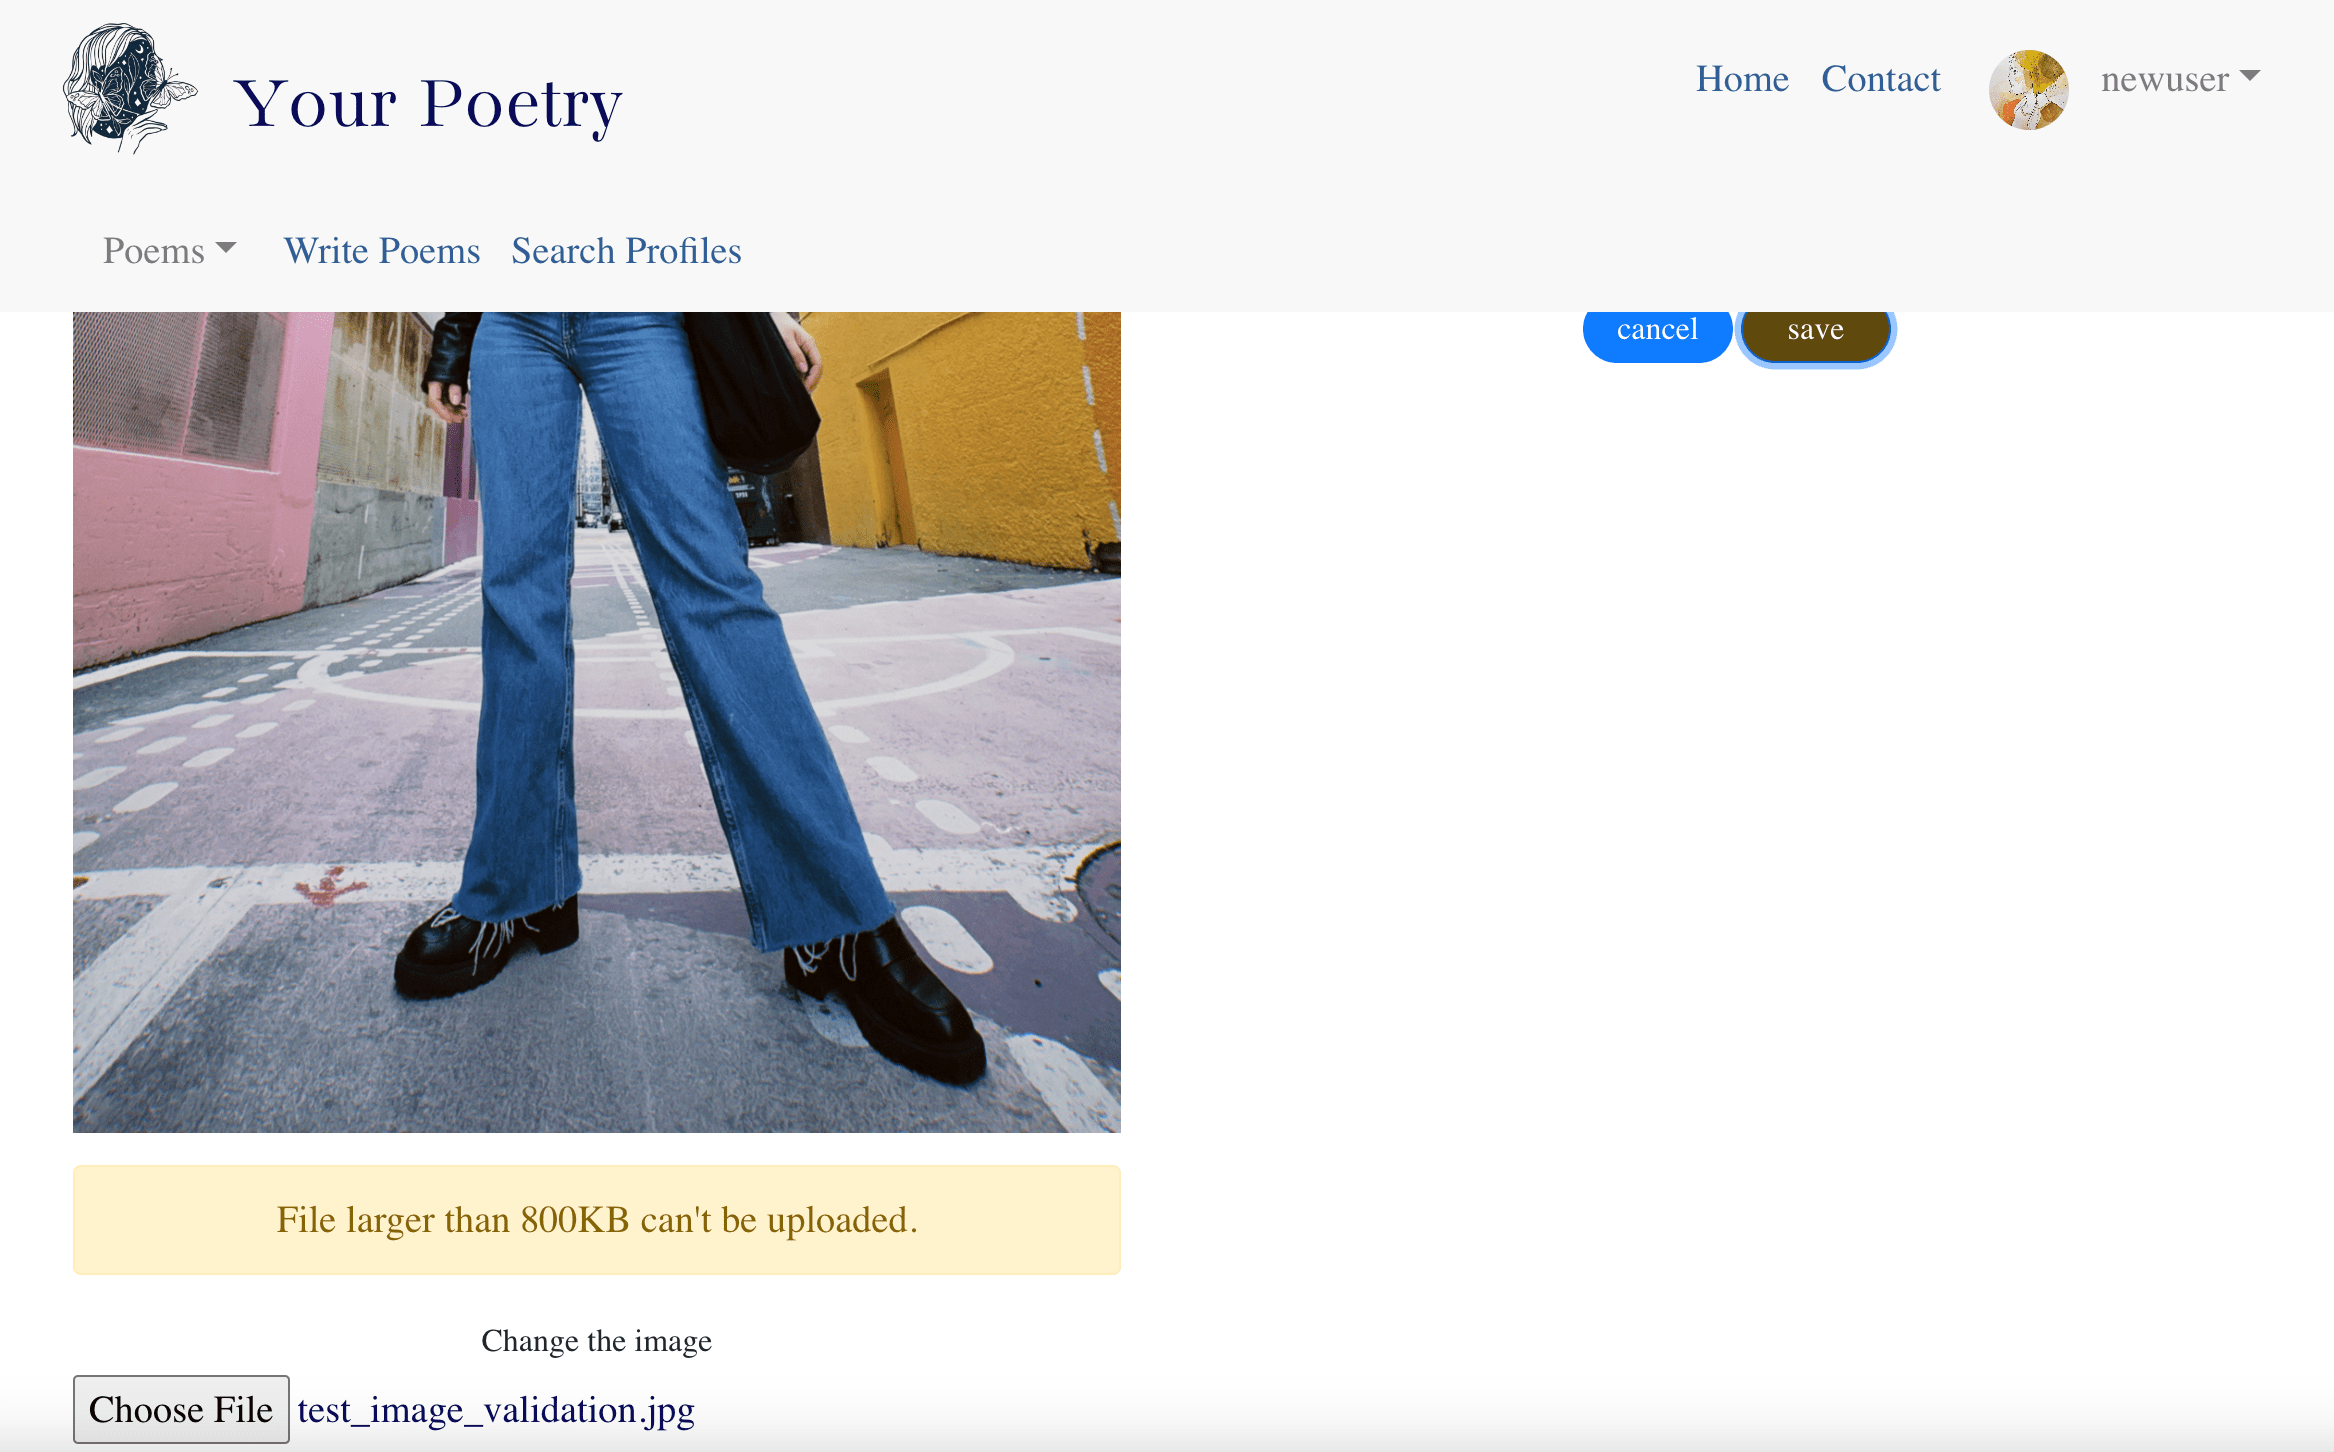 Your Poetry
Home Contact newuser
Poems Write Poems Search Profiles
cancel save
File larger than 800KB can't be uploaded.
Change the image
Choose File test_image_validation.jpg